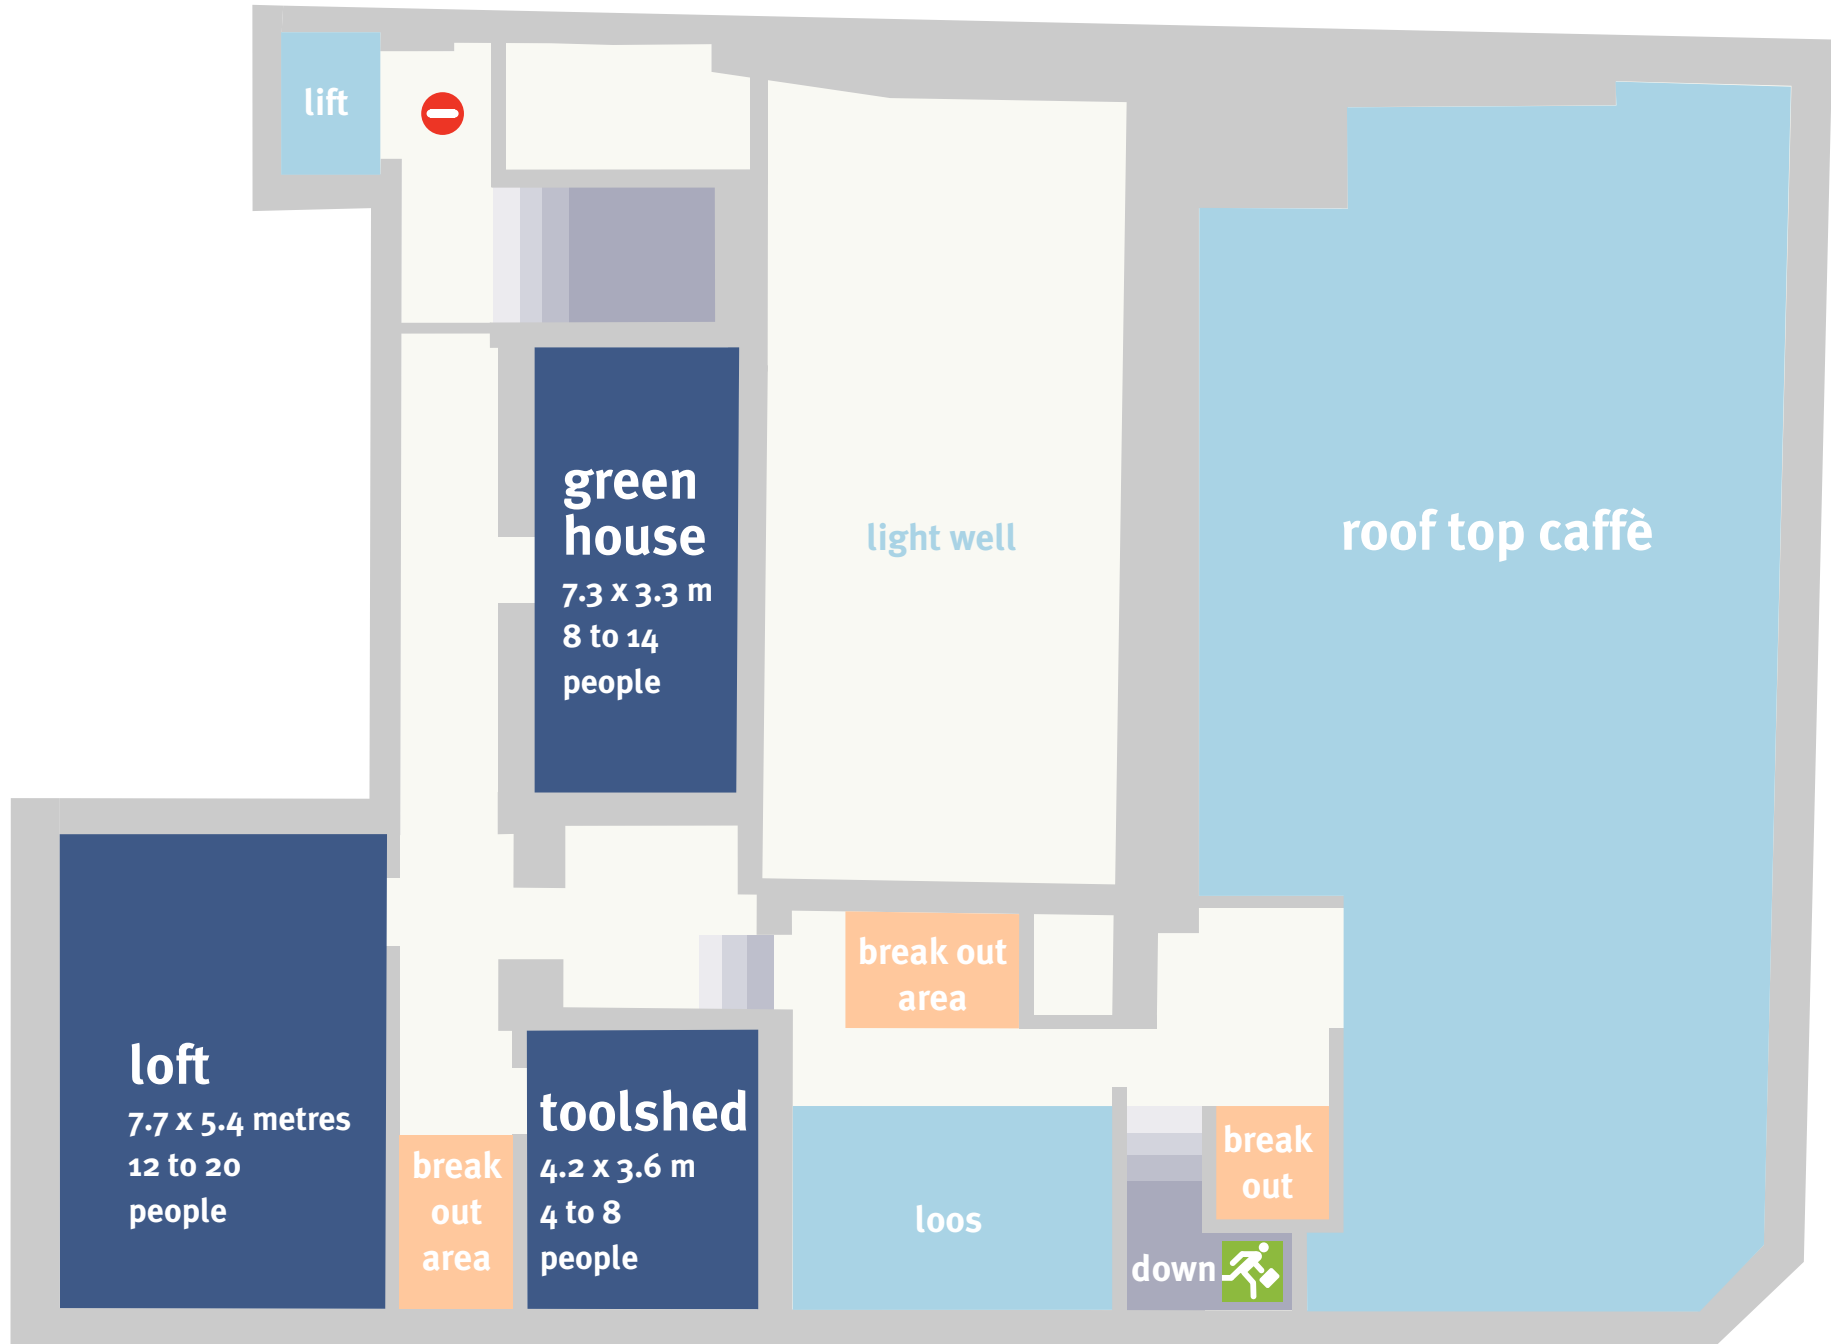 lift
green
house
7.3 x 3.3 m
8 to 14
people
light well
roof top caffè
break out
area
loft
7.7 x 5.4 metres
12 to 20
people
break
out
area
toolshed
4.2 x 3.6 m
4 to 8
people
loos
break
out
down